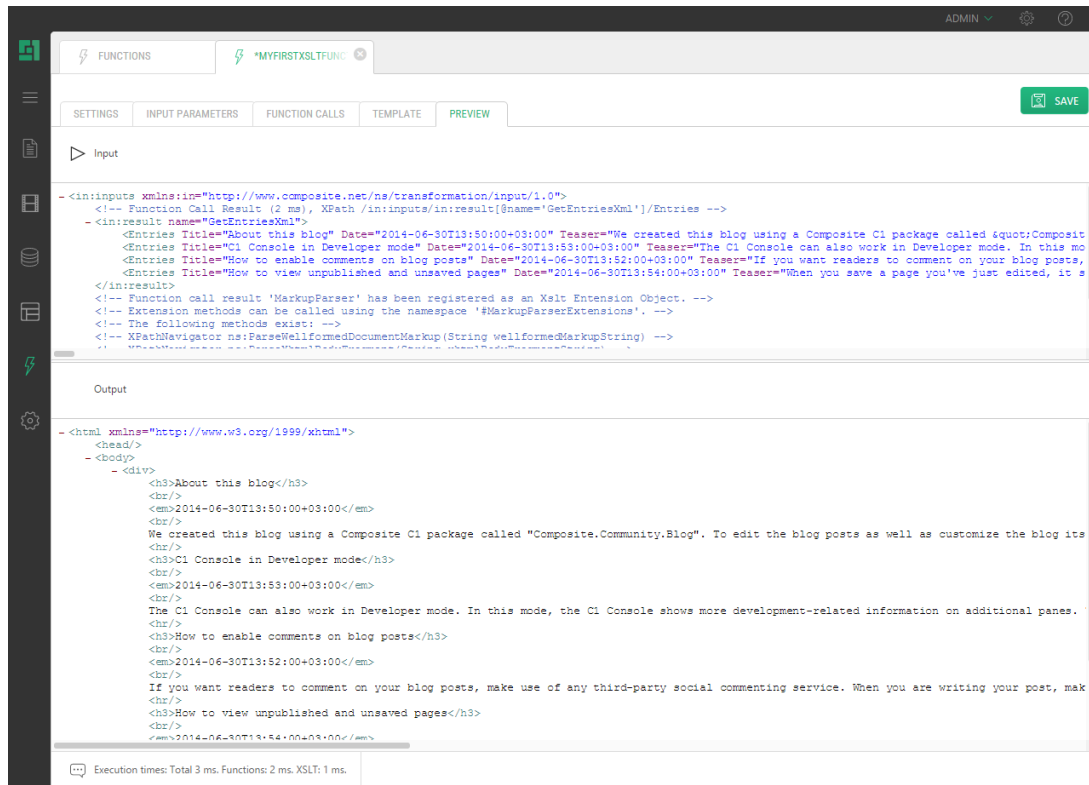 ADMIN
FUNCTIONS
*MYFIRSTXSLTFUNC
SETTINGS
INPUT PARAMETERS
FUNCTION CALLS
TEMPLATE
PREVIEW
SAVE
Input
– <in:inputs xmlns:in="http://www.composite.net/ns/transformation/input/1.0">
<!-- Function Call Result (2 ms), XPath /in:inputs/in:result[@name='GetEntriesXml']/Entries -->
– <in:result name="GetEntriesXml">
<Entries Title="About this blog" Date="2014-06-30T13:50:00+03:00" Teaser="We created this blog using a Composite C1 package called &quot;Composit
<Entries Title="C1 Console in Developer mode" Date="2014-06-30T13:53:00+03:00" Teaser="The C1 Console can also work in Developer mode. In this mo
<Entries Title="How to enable comments on blog posts" Date="2014-06-30T13:52:00+03:00" Teaser="If you want readers to comment on your blog posts,
<Entries Title="How to view unpublished and unsaved pages" Date="2014-06-30T13:54:00+03:00" Teaser="When you save a page you've just edited, it s
</in:result>
<!-- Function call result 'MarkupParser' has been registered as an Xslt Entension Object. -->
<!-- Extension methods can be called using the namespace '#MarkupParserExtensions'. -->
<!-- The following methods exist: -->
<!-- XPathNavigator ns:ParseWellformedDocumentMarkup(String wellformedMarkupString) -->
<!-- XPathNavigator ns:ParseXhtmlBodyFragment(String xhtmlBodyFragmentString) -->
Output
– <html xmlns="http://www.w3.org/1999/xhtml">
<head/>
– <body>
– <div>
<h3>About this blog</h3>
<br/>
<em>2014-06-30T13:50:00+03:00</em>
<br/>
We created this blog using a Composite C1 package called "Composite.Community.Blog". To edit the blog posts as well as customize the blog its
<hr/>
<h3>C1 Console in Developer mode</h3>
<br/>
<em>2014-06-30T13:53:00+03:00</em>
<br/>
The C1 Console can also work in Developer mode. In this mode, the C1 Console shows more development-related information on additional panes.
<hr/>
<h3>How to enable comments on blog posts</h3>
<br/>
<em>2014-06-30T13:52:00+03:00</em>
<br/>
If you want readers to comment on your blog posts, make use of any third-party social commenting service. When you are writing your post, mak
<hr/>
<h3>How to view unpublished and unsaved pages</h3>
<br/>
<em>2014-06-30T13:54:00+03:00</em>
Execution times: Total 3 ms. Functions: 2 ms. XSLT: 1 ms.